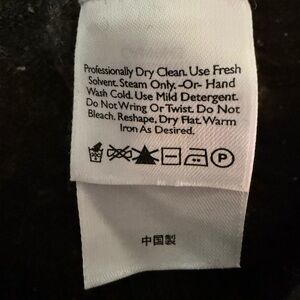 Professionally Dry Clean. Use Fresh
Solvent. Steam Only. -Or- Hand
Wash Cold. Use Mild Detergent.
Do Not Wring Or Twist. Do Not
Bleach. Reshape, Dry Flat. Warm
Iron As Desired.
P
中国製